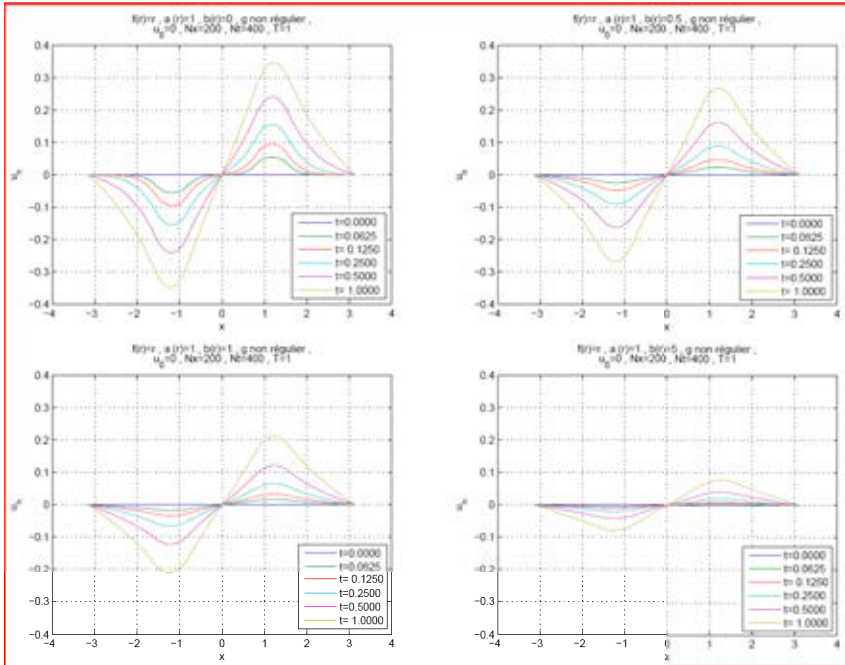 f(r)=r , a (r)=1 , b(r)=0 , g non régulier ,
u0=0 , Nx=200 , Nt=400 , T=1
0.4
0.3
0.2
0.1
0
−0.1
−0.2
−0.3
−0.4
un
−4 −3 −2 −1 0 1 2 3 4
x
t=0.0000
t=0.0625
t= 0.1250
t=0.2500
t=0.5000
t= 1.0000
f(r)=r , a (r)=1 , b(r)=0.5 , g non régulier ,
u0=0 , Nx=200 , Nt=400 , T=1
0.4
0.3
0.2
0.1
0
−0.1
−0.2
−0.3
−0.4
un
−4 −3 −2 −1 0 1 2 3 4
x
t=0.0000
t=0.0625
t= 0.1250
t=0.2500
t=0.5000
t= 1.0000
f(r)=r , a (r)=1 , b(r)=1 , g non régulier ,
u0=0 , Nx=200 , Nt=400 , T=1
0.4
0.3
0.2
0.1
0
−0.1
−0.2
−0.3
−0.4
un
−4 −3 −2 −1 0 1 2 3 4
x
t=0.0000
t=0.0625
t= 0.1250
t=0.2500
t=0.5000
t= 1.0000
f(r)=r , a (r)=1 , b(r)=5 , g non régulier ,
u0=0 , Nx=200 , Nt=400 , T=1
0.4
0.3
0.2
0.1
0
−0.1
−0.2
−0.3
−0.4
un
−4 −3 −2 −1 0 1 2 3 4
x
t=0.0000
t=0.0625
t= 0.1250
t=0.2500
t=0.5000
t= 1.0000